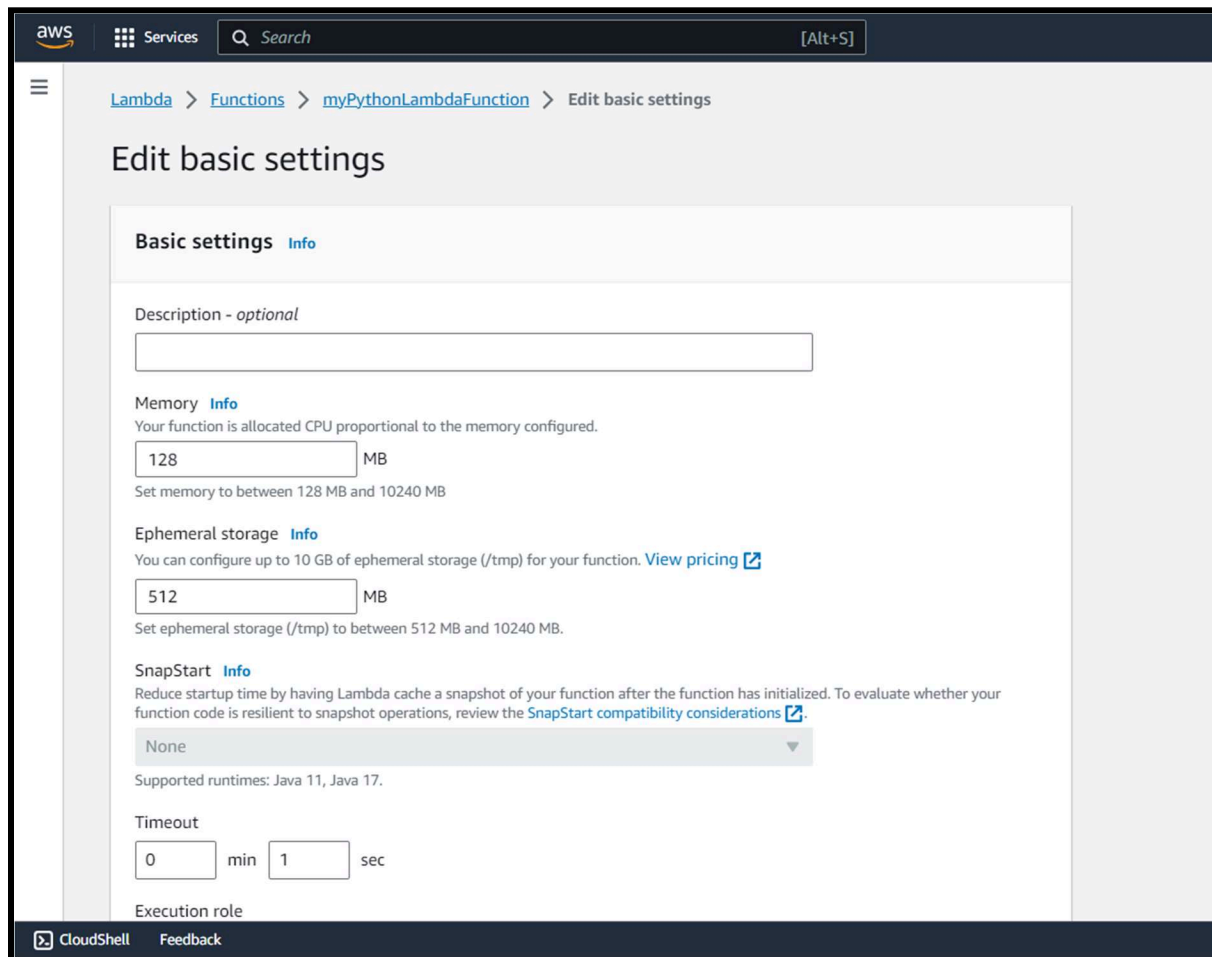 aws
Services
Search [Alt+S]
Lambda > Functions > myPythonLambdaFunction > Edit basic settings
Edit basic settings
Basic settings Info
Description - optional
Memory Info
Your function is allocated CPU proportional to the memory configured.
128 MB
Set memory to between 128 MB and 10240 MB
Ephemeral storage Info
You can configure up to 10 GB of ephemeral storage (/tmp) for your function. View pricing
512 MB
Set ephemeral storage (/tmp) to between 512 MB and 10240 MB.
SnapStart Info
Reduce startup time by having Lambda cache a snapshot of your function after the function has initialized. To evaluate whether your
function code is resilient to snapshot operations, review the SnapStart compatibility considerations.
None
Supported runtimes: Java 11, Java 17.
Timeout
0 min 1 sec
Execution role
CloudShell Feedback